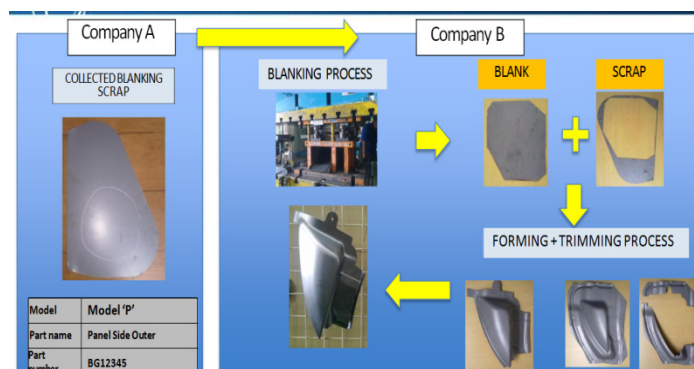 Company A
Company B
COLLECTED BLANKING
SCRAP
BLANKING PROCESS
BLANK
SCRAP
FORMING + TRIMMING PROCESS
Model
Model 'P'
Part name
Panel Side Outer
Part
number
BG12345